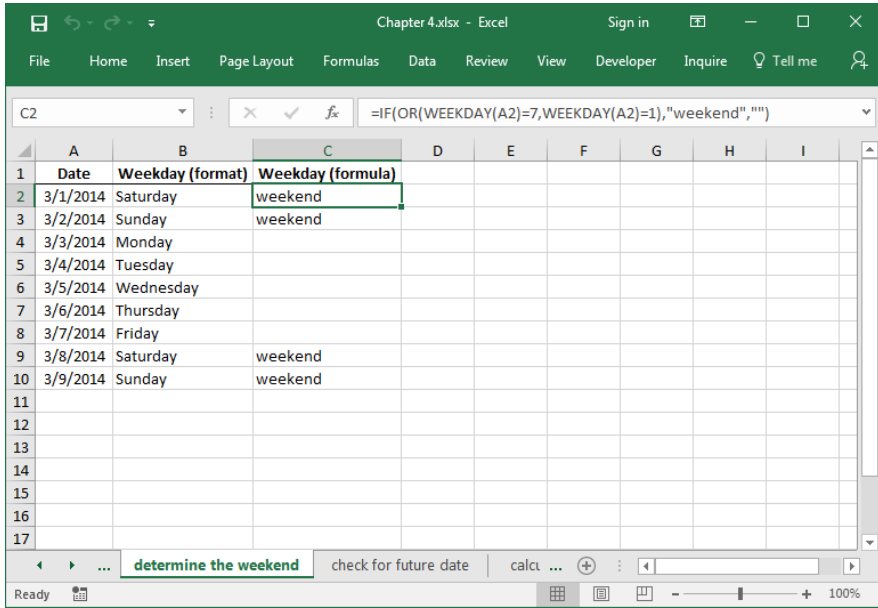 Chapter 4.xlsx - Excel Sign in
File Home Insert Page Layout Formulas Data Review View Developer Inquire Tell me
C2 fx =IF(OR(WEEKDAY(A2)=7,WEEKDAY(A2)=1),"weekend","")
A B C D E F G H I
1 Date Weekday (format) Weekday (formula)
2 3/1/2014 Saturday weekend
3 3/2/2014 Sunday weekend
4 3/3/2014 Monday
5 3/4/2014 Tuesday
6 3/5/2014 Wednesday
7 3/6/2014 Thursday
8 3/7/2014 Friday
9 3/8/2014 Saturday weekend
10 3/9/2014 Sunday weekend
11
12
13
14
15
16
17
... determine the weekend check for future date calcu ...
Ready 100%